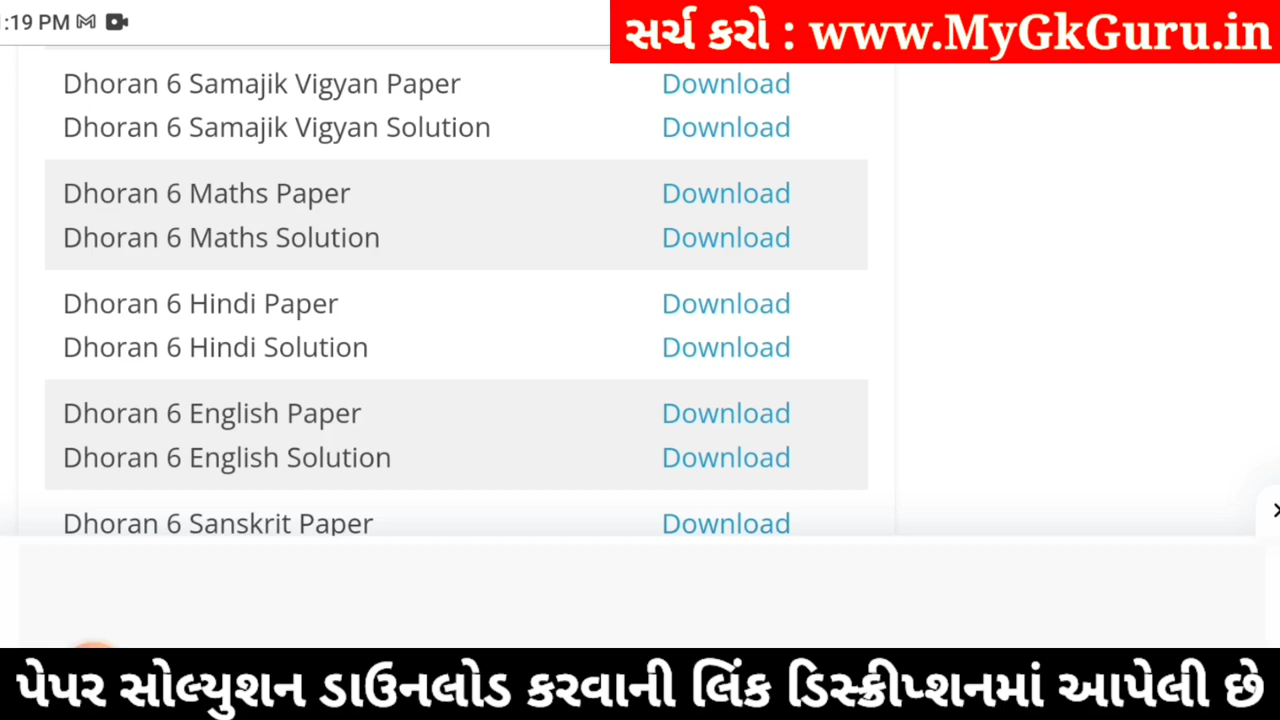 :19 PM
સર્ચ કરો : www.MyGkGuru.in
Dhoran 6 Samajik Vigyan Paper Download
Dhoran 6 Samajik Vigyan Solution Download
Dhoran 6 Maths Paper Download
Dhoran 6 Maths Solution Download
Dhoran 6 Hindi Paper Download
Dhoran 6 Hindi Solution Download
Dhoran 6 English Paper Download
Dhoran 6 English Solution Download
Dhoran 6 Sanskrit Paper Download
પેપર સોલ્યુશન ડાઉનલોડ કરવાની લિંક ડિસ્ક્રીપ્શનમાં આપેલી છે